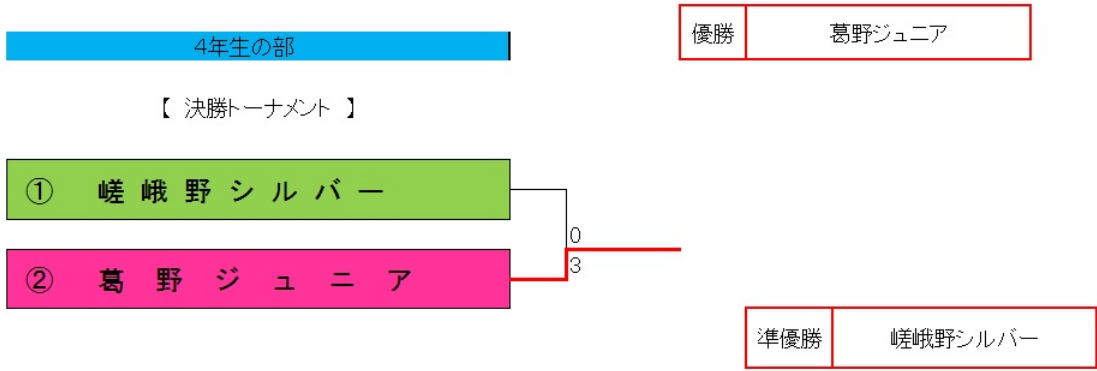 優勝 葛野ジュニア
4年生の部
【 決勝トーナメント 】
① 嵯峨野シルバー
0
3
② 葛野ジュニア
準優勝 嵯峨野シルバー